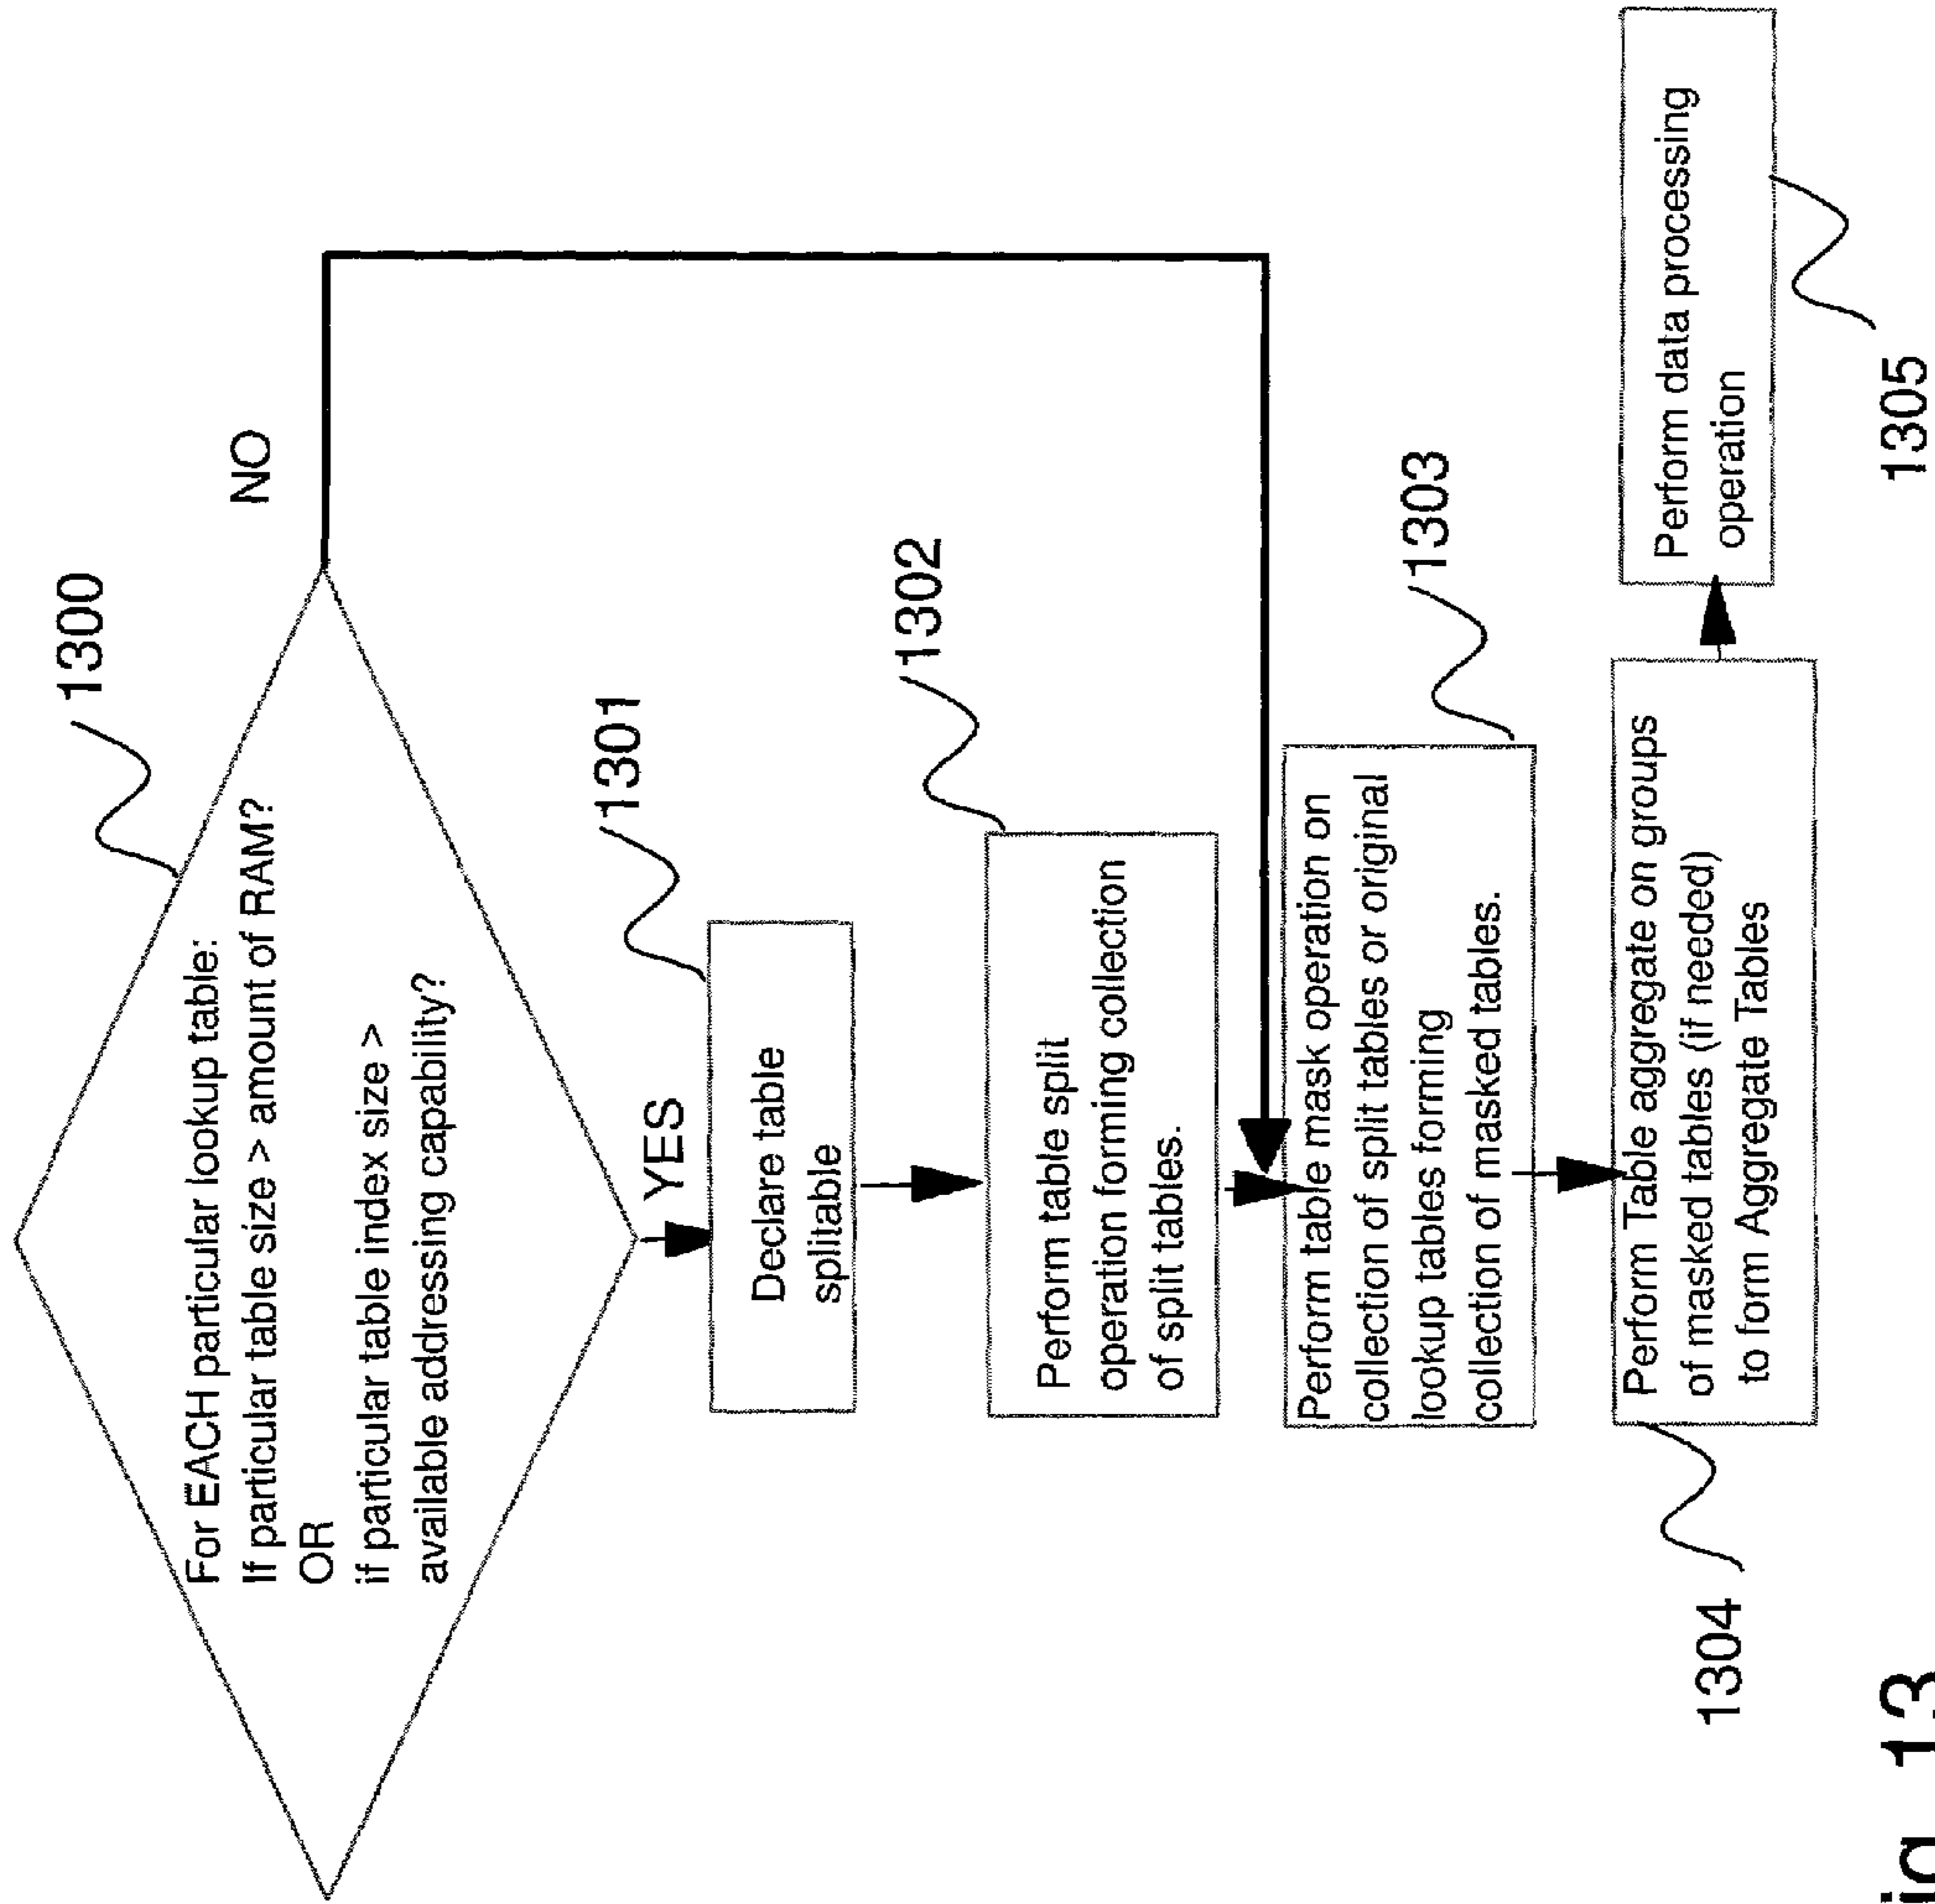 1300
For EACH particular lookup table:
If particular table size > amount of RAM?
OR
if particular table index size >
available addressing capability?
NO
YES
1301
Declare table
splitable
1302
Perform table split
operation forming collection
of split tables.
1303
Perform table mask operation on
collection of split tables or original
lookup tables forming
collection of masked tables.
1304
Perform Table aggregate on groups
of masked tables (if needed)
to form Aggregate Tables
Perform data processing
operation
1305
ig. 13